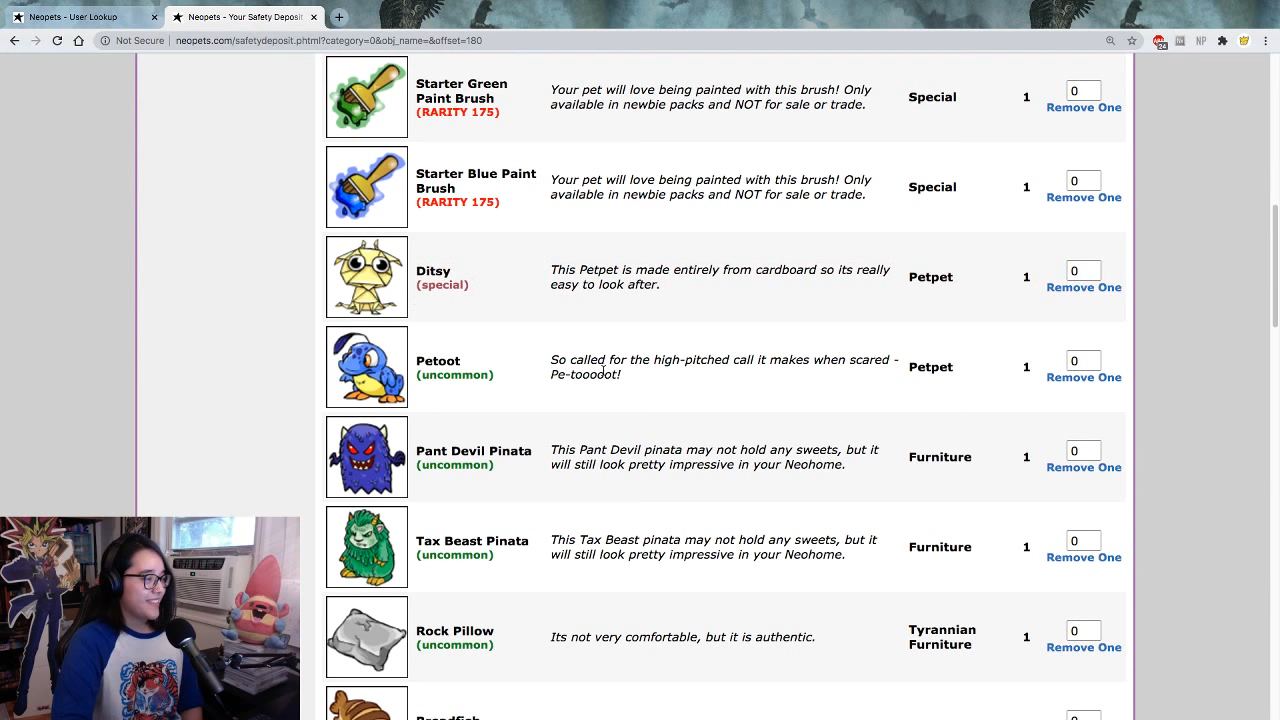 Neopets - User Lookup
Neopets - Your Safety Deposit
Not Secure
neopets.com/safetydeposit.phtml?category=0&obj_name=&offset=180
24
NP
Starter Green
Paint Brush
(RARITY 175)
Your pet will love being painted with this brush! Only
available in newbie packs and NOT for sale or trade.
Special
1
0
Remove One
Starter Blue Paint
Brush
(RARITY 175)
Your pet will love being painted with this brush! Only
available in newbie packs and NOT for sale or trade.
Special
1
0
Remove One
Ditsy
(special)
This Petpet is made entirely from cardboard so its really
easy to look after.
Petpet
1
0
Remove One
Petoot
(uncommon)
So called for the high-pitched call it makes when scared -
Pe-tooooot!
Petpet
1
0
Remove One
Pant Devil Pinata
(uncommon)
This Pant Devil pinata may not hold any sweets, but it
will still look pretty impressive in your Neohome.
Furniture
1
0
Remove One
Tax Beast Pinata
(uncommon)
This Tax Beast pinata may not hold any sweets, but it
will still look pretty impressive in your Neohome.
Furniture
1
0
Remove One
Rock Pillow
(uncommon)
Its not very comfortable, but it is authentic.
Tyrannian
Furniture
1
0
Remove One